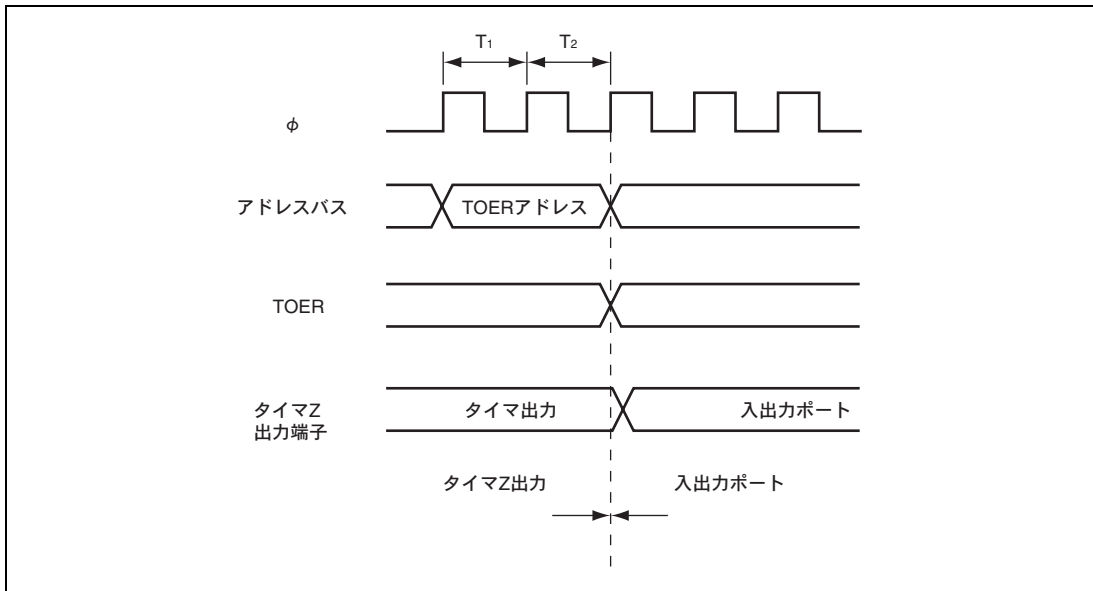 T1 T2
φ
アドレスバス TOERアドレス
TOER
タイマZ
出力端子
タイマ出力 入出力ポート
タイマZ出力 入出力ポート